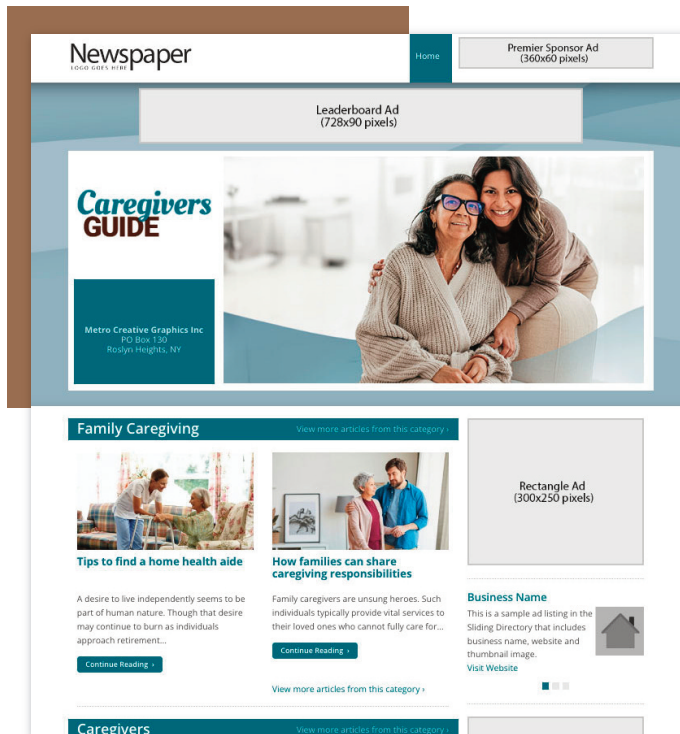 Newspaper
LOGO GOES HERE
Home
Premier Sponsor Ad
(360x60 pixels)
Leaderboard Ad
(728x90 pixels)
Caregivers
GUIDE
Metro Creative Graphics Inc
PO Box 130
Roslyn Heights, NY
Family Caregiving
View more articles from this category ›
Tips to find a home health aide
A desire to live independently seems to be
part of human nature. Though that desire
may continue to burn as individuals
approach retirement...
Continue Reading ›
How families can share
caregiving responsibilities
Family caregivers are unsung heroes. Such
individuals typically provide vital services to
their loved ones who cannot fully care for...
Continue Reading ›
View more articles from this category ›
Rectangle Ad
(300x250 pixels)
Business Name
This is a sample ad listing in the
Sliding Directory that includes
business name, website and
thumbnail image.
Visit Website
Caregivers
View more articles from this category ›